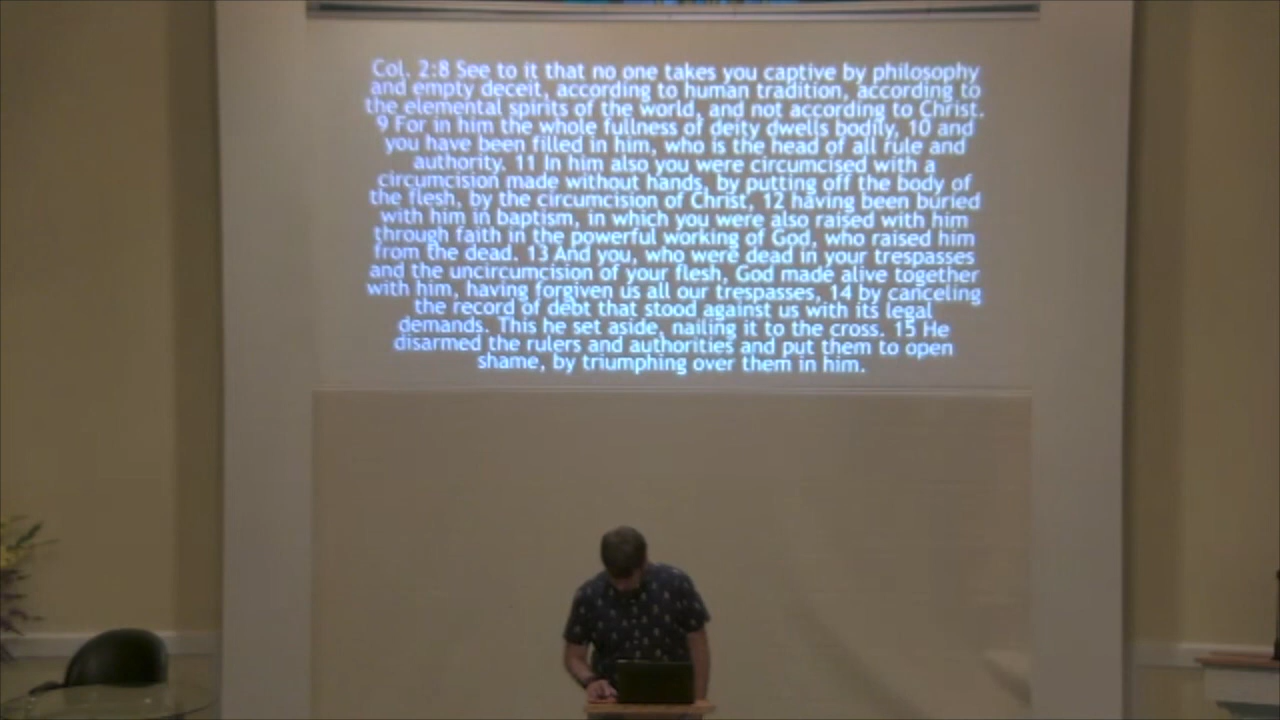 Col. 2:8 See to it that no one takes you captive by philosophy
and empty deceit, according to human tradition, according to
the elemental spirits of the world, and not according to Christ.
9 For in him the whole fullness of deity dwells bodily, 10 and
you have been filled in him, who is the head of all rule and
authority. 11 In him also you were circumcised with a
circumcision made without hands, by putting off the body of
the flesh, by the circumcision of Christ, 12 having been buried
with him in baptism, in which you were also raised with him
through faith in the powerful working of God, who raised him
from the dead. 13 And you, who were dead in your trespasses
and the uncircumcision of your flesh, God made alive together
with him, having forgiven us all our trespasses, 14 by canceling
the record of debt that stood against us with its legal
demands. This he set aside, nailing it to the cross. 15 He
disarmed the rulers and authorities and put them to open
shame, by triumphing over them in him.